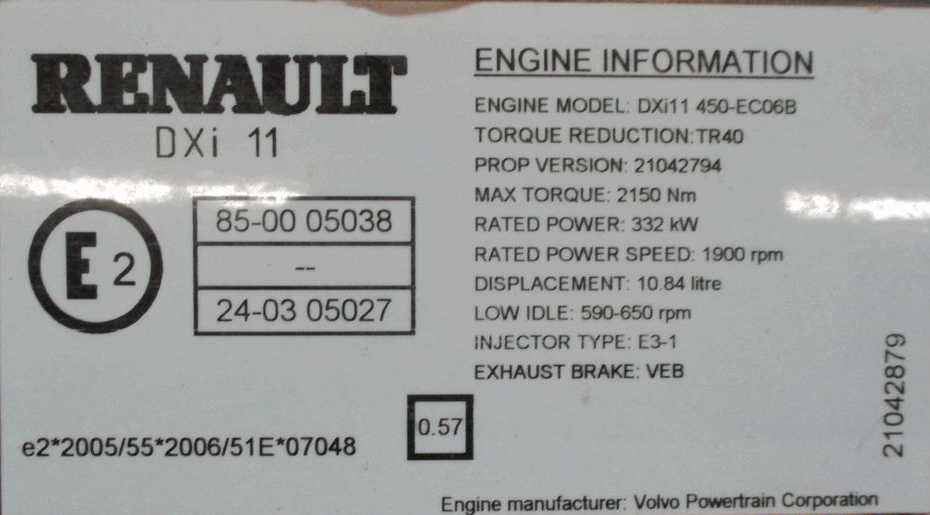 RENAULT
DXi 11
E2
85-00 05038
--
24-03 05027
e2*2005/55*2006/51E*07048
0.57
ENGINE INFORMATION
ENGINE MODEL: DXi11 450-EC06B
TORQUE REDUCTION:TR40
PROP VERSION: 21042794
MAX TORQUE: 2150 Nm
RATED POWER: 332 kW
RATED POWER SPEED: 1900 rpm
DISPLACEMENT: 10.84 litre
LOW IDLE: 590-650 rpm
INJECTOR TYPE: E3-1
EXHAUST BRAKE: VEB
21042879
Engine manufacturer: Volvo Powertrain Corporation